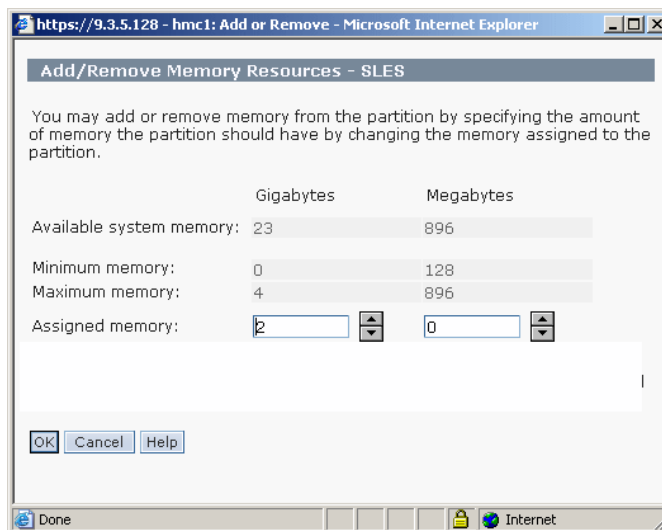 https://9.3.5.128 - hmc1: Add or Remove - Microsoft Internet Explorer
Add/Remove Memory Resources - SLES
You may add or remove memory from the partition by specifying the amount
of memory the partition should have by changing the memory assigned to the
partition.
Gigabytes Megabytes
Available system memory: 23 896
Minimum memory: 0 128
Maximum memory: 4 896
Assigned memory: 2 0
OK Cancel Help
Done Internet